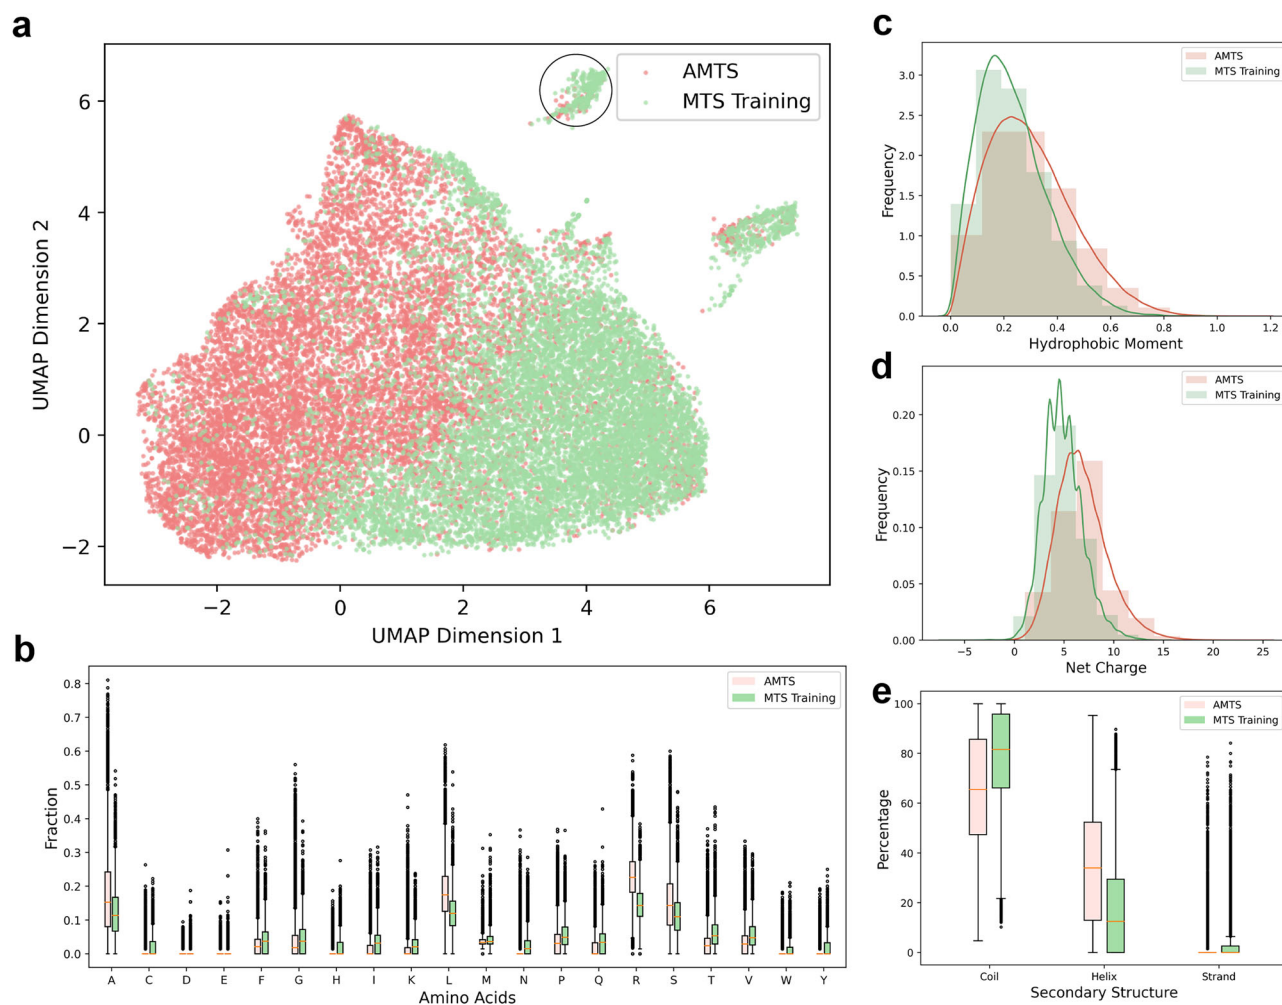 a
AMTS
MTS Training
6
4
2
0
−2
UMAP Dimension 2
−2 0 2 4 6
UMAP Dimension 1
b
AMTS
MTS Training
0.8
0.7
0.6
0.5
0.4
0.3
0.2
0.1
0.0
Fraction
A C D E F G H I K L M N P Q R S T V W Y
Amino Acids
c
AMTS
MTS Training
3.0
2.5
2.0
1.5
1.0
0.5
0.0
Frequency
0.0 0.2 0.4 0.6 0.8 1.0 1.2
Hydrophobic Moment
d
AMTS
MTS Training
0.20
0.15
0.10
0.05
0.00
Frequency
−5 0 5 10 15 20 25
Net Charge
e
AMTS
MTS Training
100
80
60
40
20
0
Percentage
Coil Helix Strand
Secondary Structure